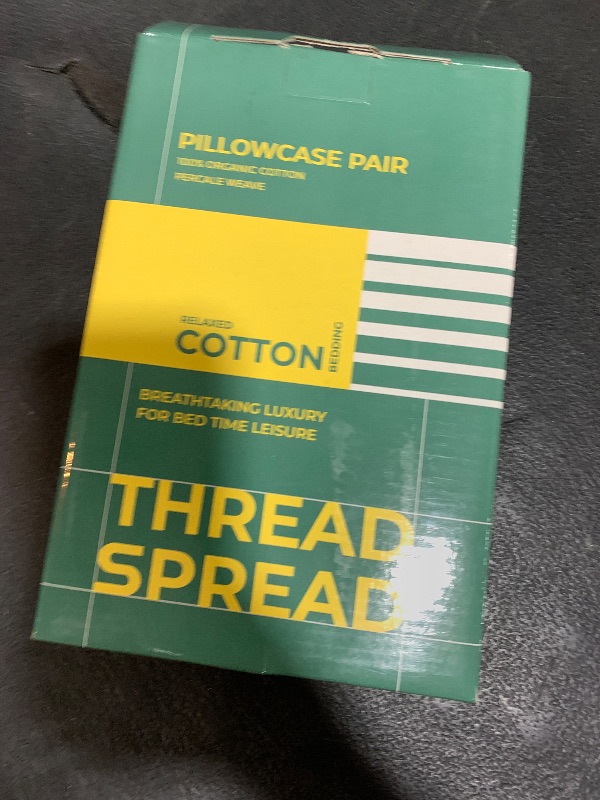 PILLOWCASE PAIR
100% ORGANIC COTTON
PERCALE WEAVE
RELAXED
COTTON
BEDDING
BREATHTAKING LUXURY
FOR BED TIME LEISURE
THREAD
SPREAD